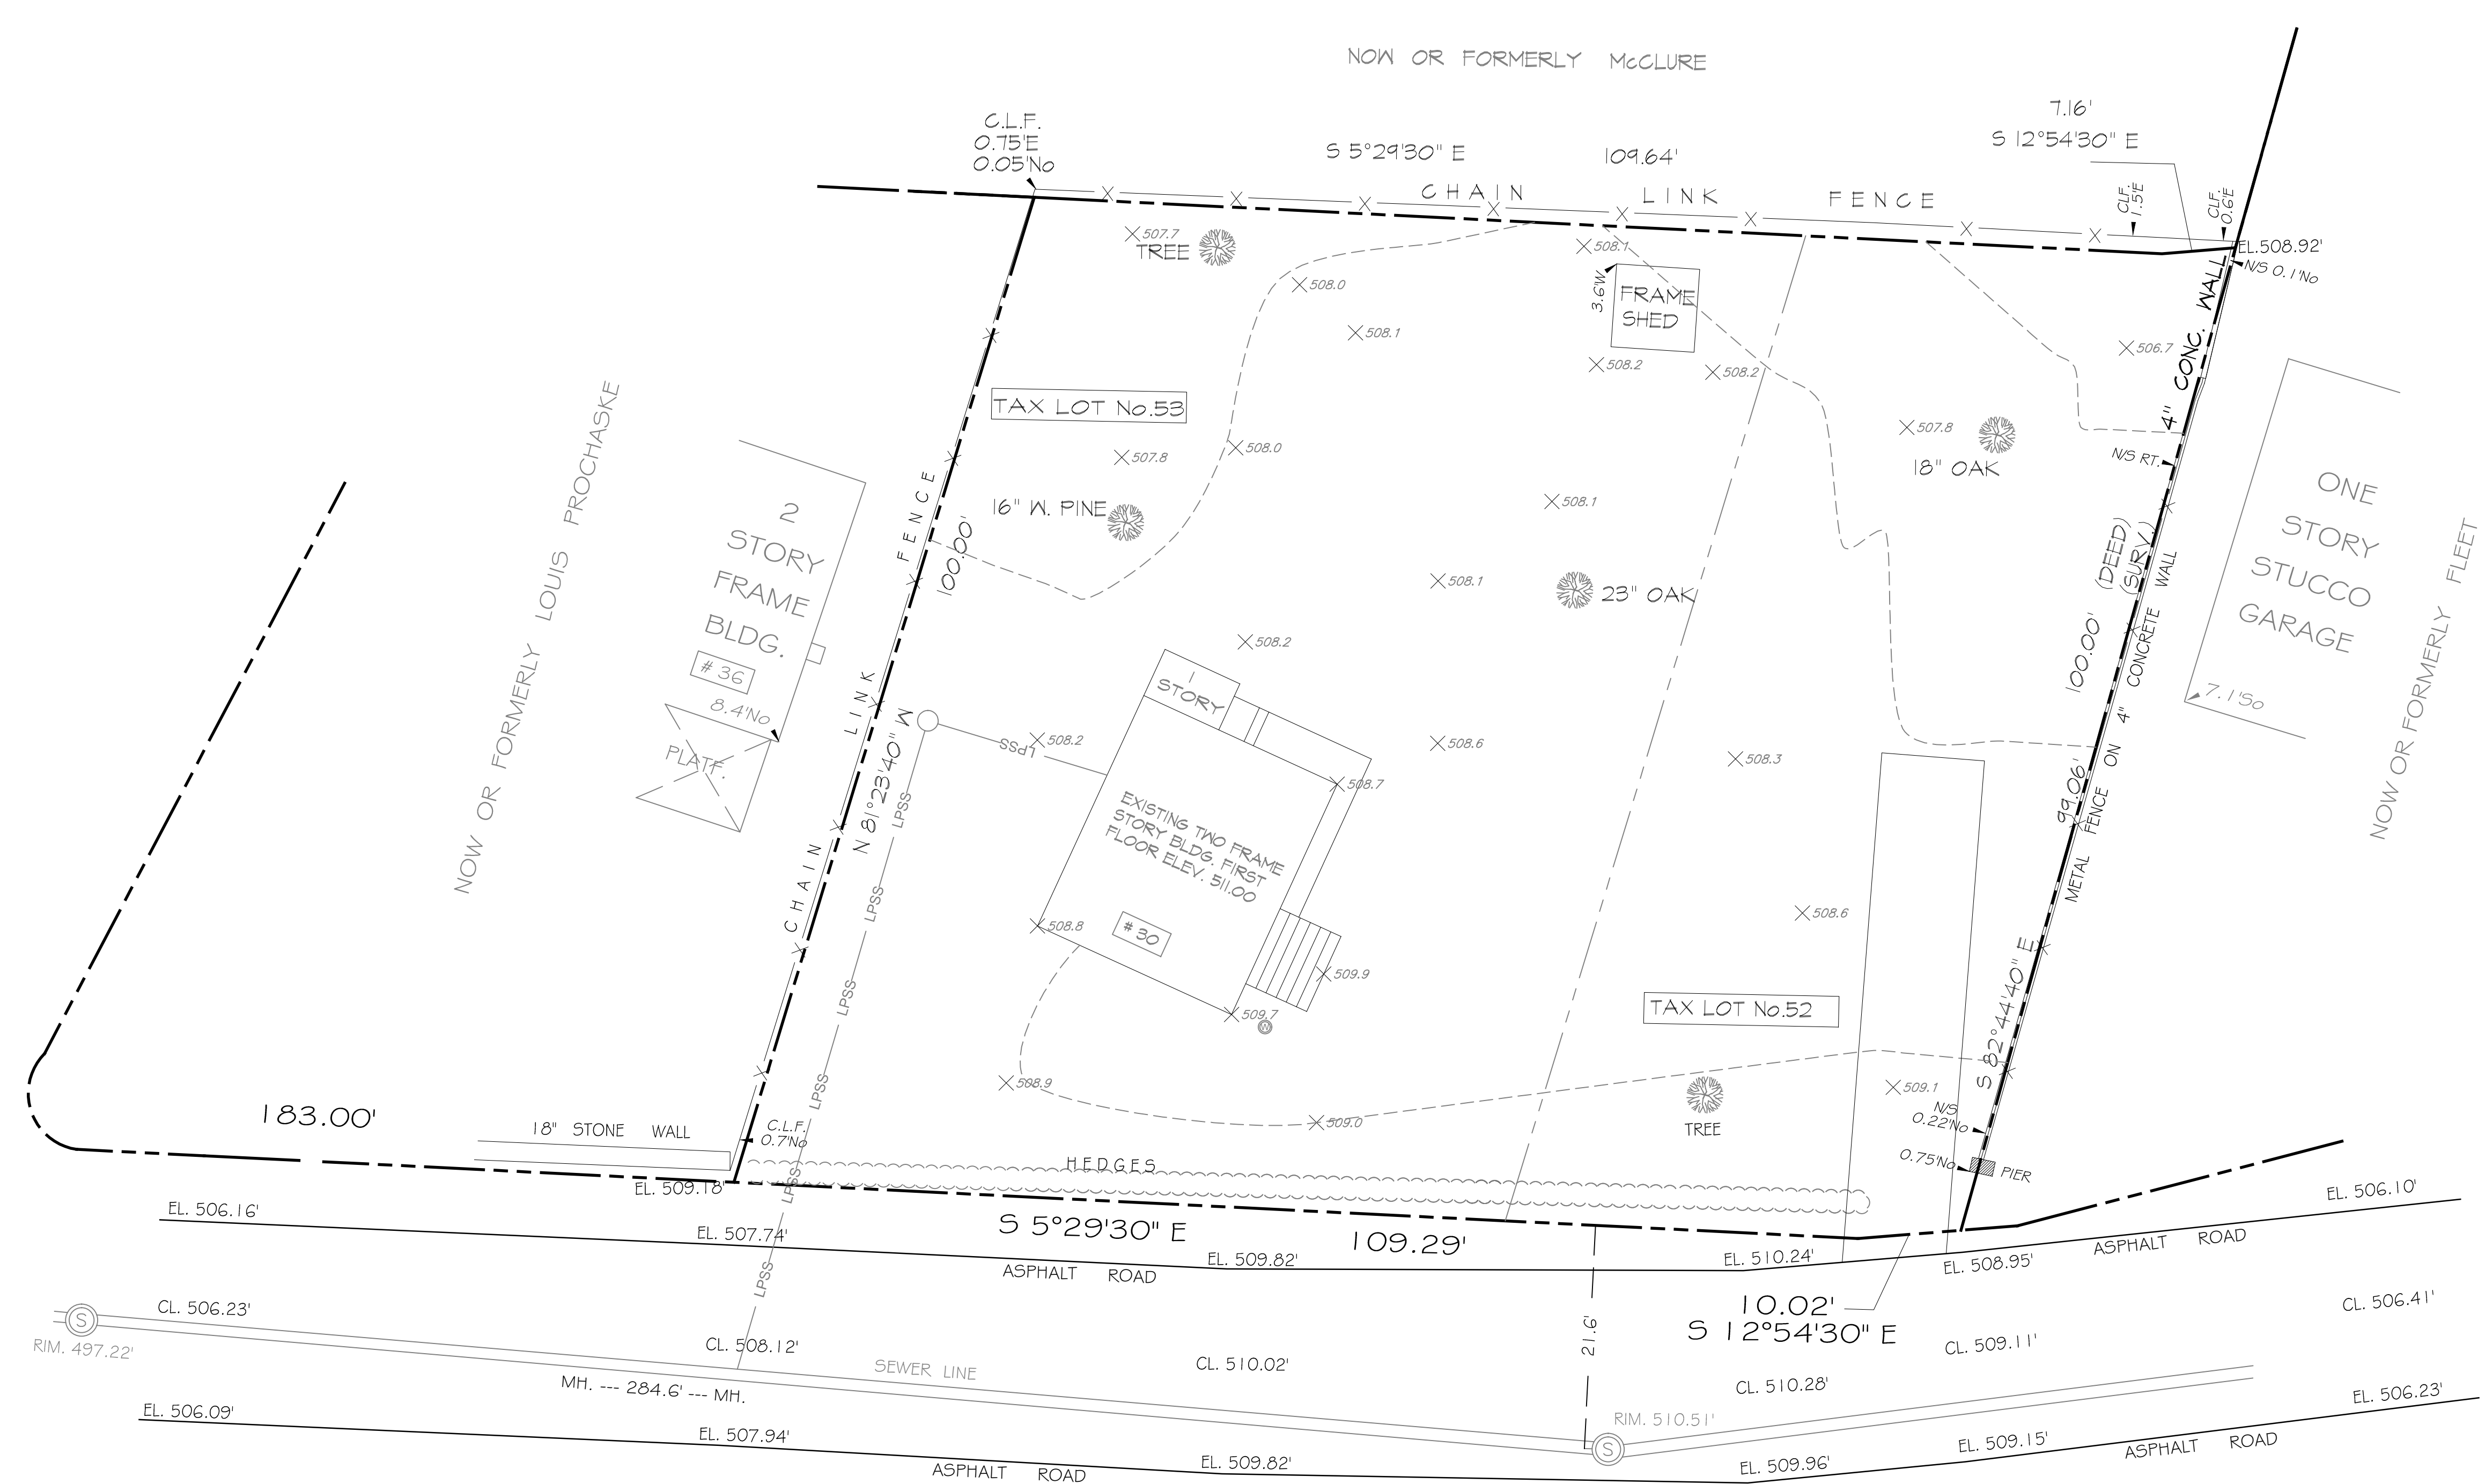 NOW OR FORMERLY McCLURE
C.L.F.
0.75'E
0.05'No
S 5°29'30" E 109.64'
7.16'
S 12°54'30" E
CHAIN LINK FENCE
CLF.
1.5'E
CLF.
0.6'E
EL.508.92'
N/S 0.1'No
507.7
TREE
508.1
508.0
3.6'W
FRAME
SHED
508.1
508.2
508.2
506.7
4" CONC. WALL
TAX LOT No.53
507.8
508.0
507.8
18" OAK
N/S RT.
16" W. PINE
508.1
CHAIN LINK FENCE
100.00'
N 81°23'40" W
NOW OR FORMERLY LOUIS PROCHASKE
2
STORY
FRAME
BLDG.
# 36
8.4'No
PLATF.
508.1
23" OAK
508.2
100.00' (DEED)
99.06' (SURV.)
S 82°44'40" E
METAL FENCE ON 4" CONCRETE WALL
ONE
STORY
STUCCO
GARAGE
7.1'So
NOW OR FORMERLY FLEET
1
STORY
508.2
LPSS
508.6
508.3
508.7
EXISTING TWO FRAME
STORY BLDG. FIRST
FLOOR ELEV. 511.00
# 30
508.8
508.6
509.9
509.7
W
TAX LOT No.52
LPSS
LPSS
LPSS
LPSS
LPSS
LPSS
508.9
509.0
509.1
TREE
N/S
0.22'No
0.75'No
PIER
183.00'
18" STONE WALL
C.L.F.
0.7'No
HEDGES
EL. 509.18'
S 5°29'30" E 109.29'
EL. 506.16'
EL. 507.74'
EL. 509.82'
EL. 510.24'
EL. 508.95'
EL. 506.10'
ASPHALT ROAD
ASPHALT ROAD
10.02'
S 12°54'30" E
21.6'
CL. 506.23'
CL. 508.12'
CL. 510.02'
CL. 510.28'
CL. 509.11'
CL. 506.41'
S
RIM. 497.22'
SEWER LINE
MH. --- 284.6' --- MH.
RIM. 510.51'
S
EL. 506.09'
EL. 507.94'
EL. 509.82'
EL. 509.96'
EL. 509.15'
EL. 506.23'
ASPHALT ROAD
ASPHALT ROAD